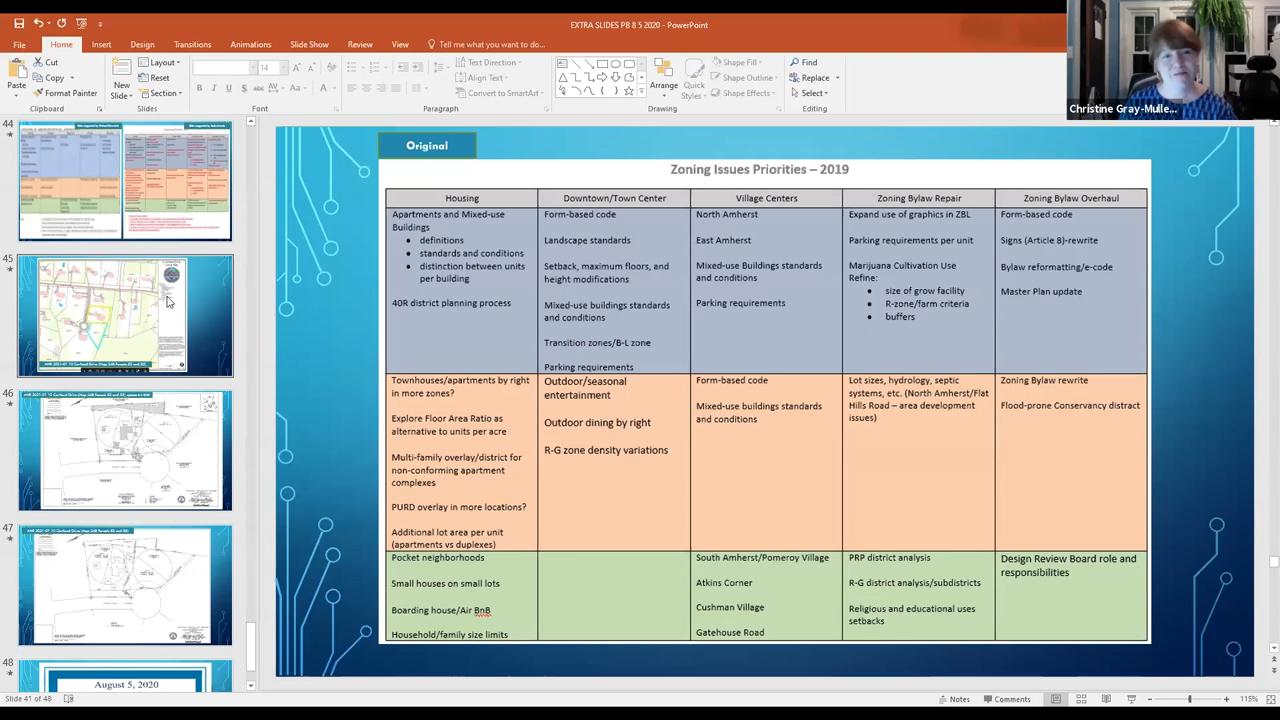 EXTRA SLIDES PB 8 5 2020 - PowerPoint
File
Home
Insert
Design
Transitions
Animations
Slide Show
Review
View
Tell me what you want to do...
Paste
Cut
Copy
Format Painter
Clipboard
New
Slide
Layout
Reset
Section
Slides
14
B I U S abc AV Aa A
Font
Text Direction
Align Text
Convert to SmartArt
Paragraph
Arrange
Quick
Styles
Shape Fill
Shape Outline
Shape Effects
Drawing
Find
Replace
Select
Editing
Christine Gray-Mulle...
44
45
46
47
48
August 5, 2020
Original
Zoning Issues Priorities – 2019
Housing
Downtown/Town Center
Village Centers
Zoning Bylaw Repair
Zoning Bylaw Overhaul
Apartments and Mixed-use
Buildings
• definitions
• standards and conditions
• distinction between units
per building
40R district planning process
Form-based code
Landscape standards
Setback, maximum floors, and
height modifications
Mixed-use buildings standards
and conditions
Transition zones/B-L zone
Parking requirements
North Amherst
East Amherst
Mixed-use Buildings standards
and conditions
Parking requirements
Expand use of graphics in ZBL
Parking requirements per unit
Marijuana Cultivation Use
Refine:
• size of grow facility
• R-zone/farm criteria
• buffers
Form-based code
Signs (Article 8)-rewrite
Bylaw reformatting/e-code
Master Plan update
Townhouses/apartments by right
in more zones?
Explore Floor Area Ratio as
alternative to units per acre
Multi-family overlay/district for
non-conforming apartment
complexes
PURD overlay in more locations?
Additional lot area per unit
(apartments vs duplexes)
Outdoor/seasonal
entertainment
Outdoor dining by right
R-G zone density variations
Form-based code
Mixed-use buildings standards
and conditions
Lot sizes, hydrology, septic
systems, etc. (North Amherst/Flat
Hills Road – area development
issues)
Zoning Bylaw rewrite
Flood-prone Conservancy distract
Pocket neighborhoods
Small houses on small lots
Boarding house/Air BnB
Household/family size limits
South Amherst/Pomeroy Village
Atkins Corner
Cushman Village
Gatehouse Road
PRP district analysis
R-G district analysis/subdistricts
Religious and educational uses
setbacks
Design Review Board role and
responsibilities
Slide 41 of 48
Notes
Comments
115%